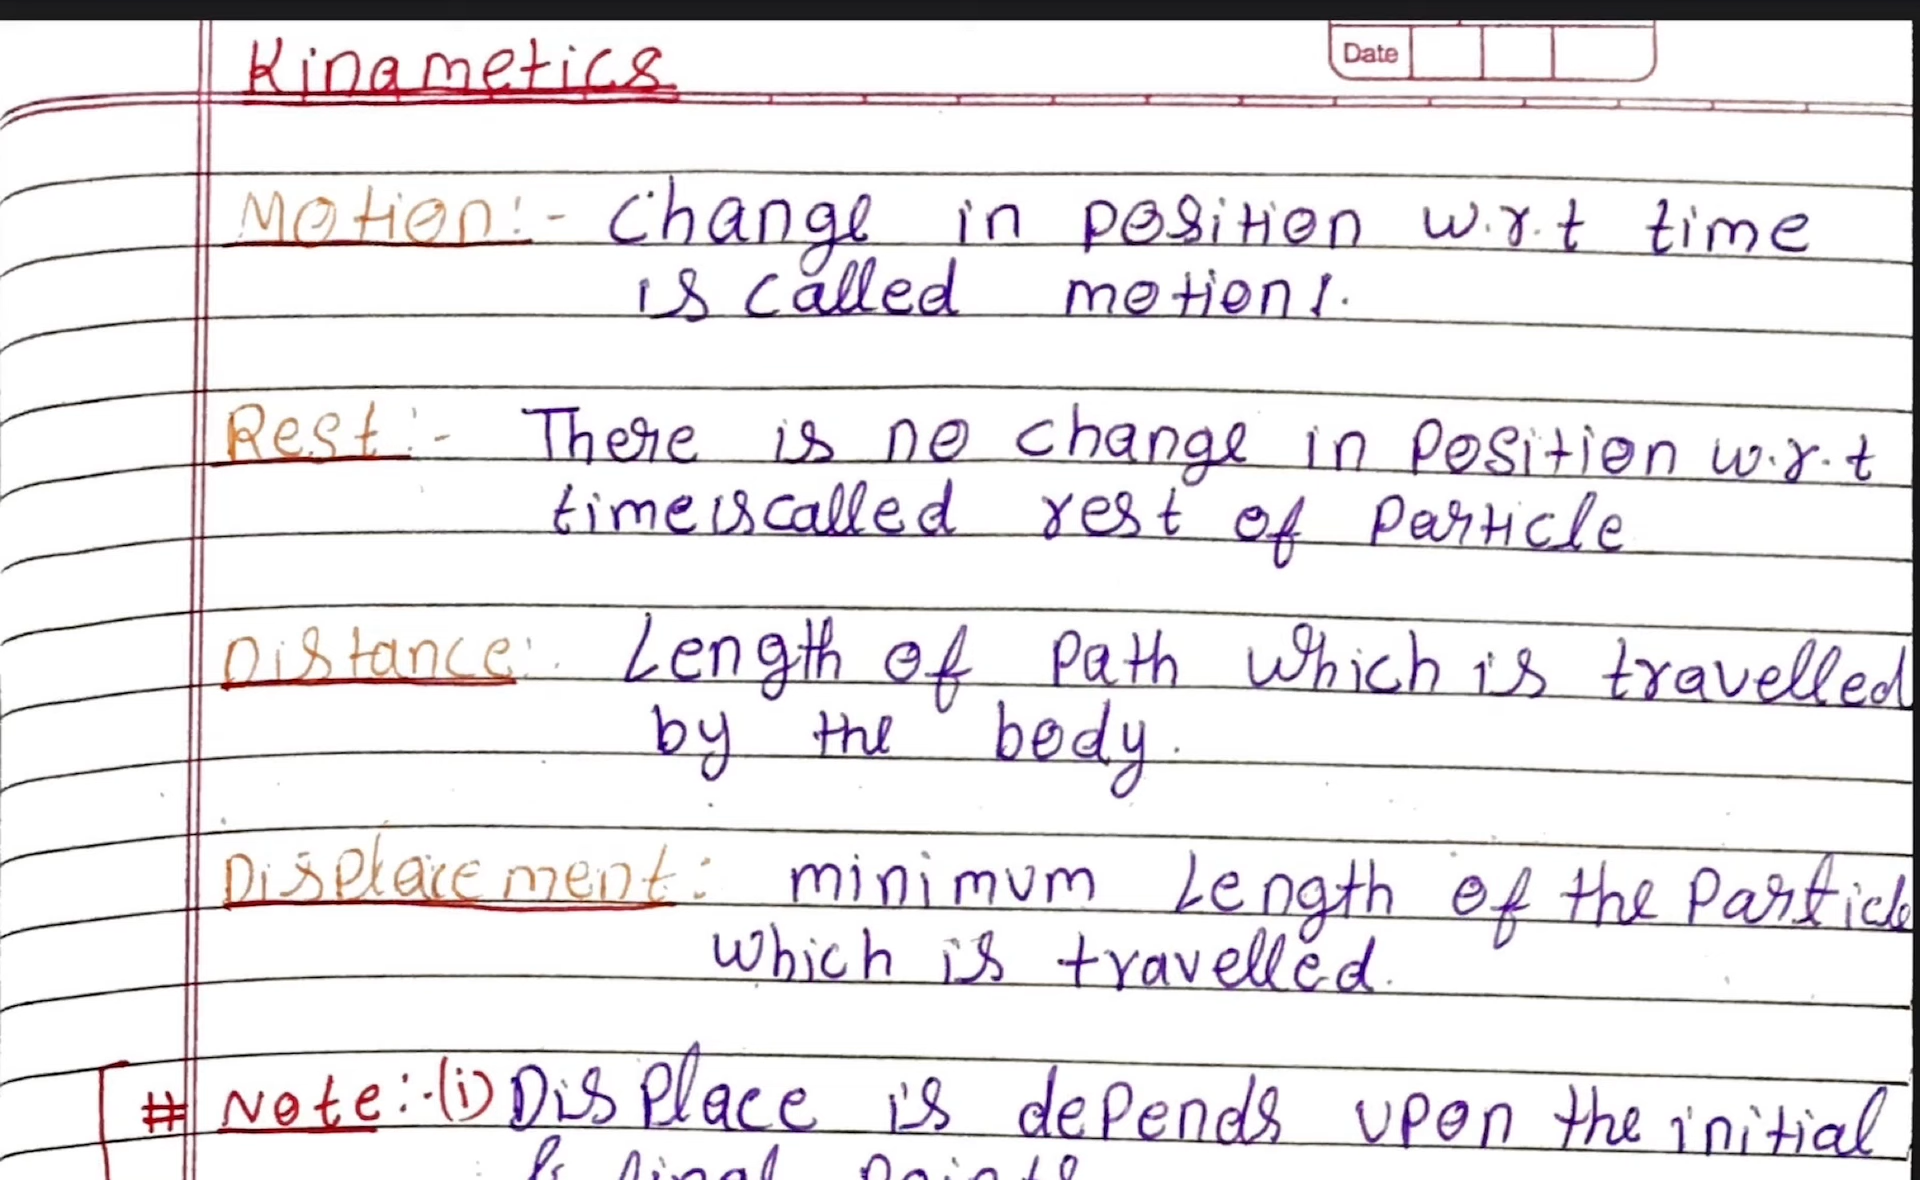 Kinametics
Date
Motion:- Change in position w.r.t time
is called motion!.
Rest:- There is no change in Position w.r.t
time is called rest of Particle
Distance:- Length of Path which is travelled
by the body.
Displacement: minimum Length of the Particle
which is travelled.
# Note:-(i) Displace is depends upon the initial
& final points